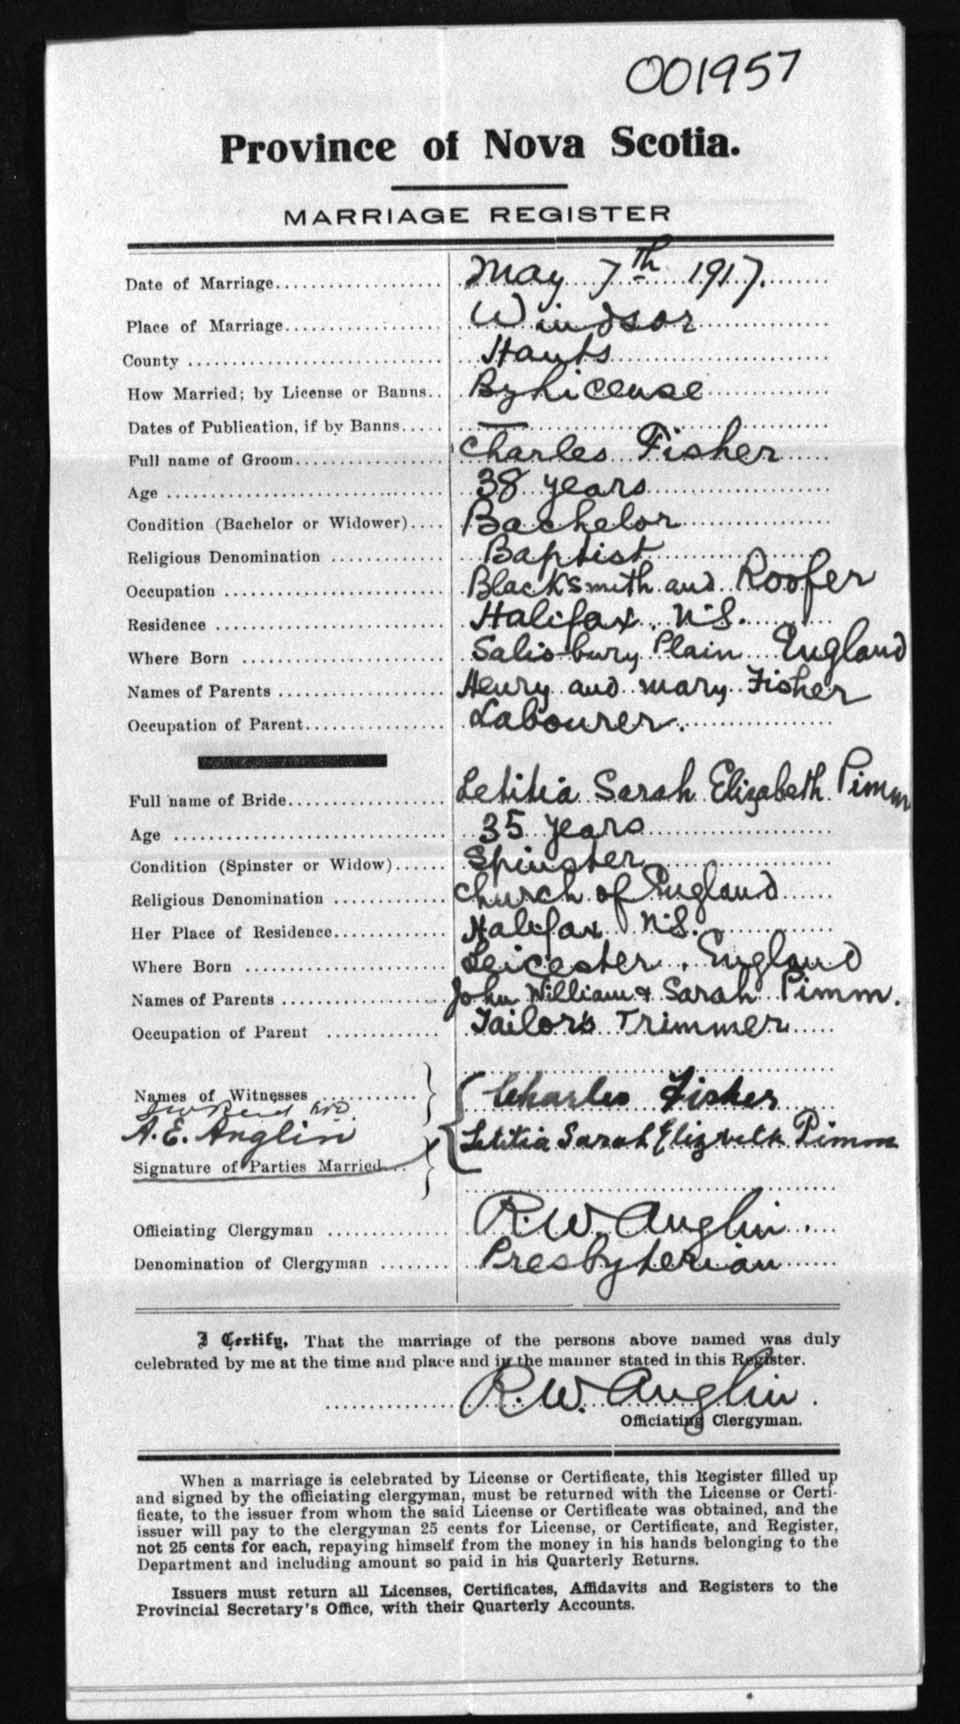 001957
Province of Nova Scotia.
MARRIAGE REGISTER
Date of Marriage May 7th 1917.
Place of Marriage Windsor
County Hants
How Married; by License or Banns By License
Dates of Publication, if by Banns —
Full name of Groom Charles Fisher
Age 38 years
Condition (Bachelor or Widower) Bachelor
Religious Denomination Baptist
Occupation Blacksmith and Roofer
Residence Halifax, N.S.
Where Born Salisbury Plain England
Names of Parents Henry and Mary Fisher
Occupation of Parent Labourer.
Full name of Bride Letitia Sarah Elizabeth Pimm
Age 35 years
Condition (Spinster or Widow) Spinster
Religious Denomination Church of England
Her Place of Residence Halifax N.S.
Where Born Leicester, England
Names of Parents John William & Sarah Pimm.
Occupation of Parent Tailor's Trimmer
Names of Witnesses Charles Fisher
A. E. Anglin Letitia Sarah Elizabeth Pimm
Signature of Parties Married
Officiating Clergyman R. W. Anglin
Denomination of Clergyman Presbyterian
I Certify, That the marriage of the persons above named was duly
celebrated by me at the time and place and in the manner stated in this Register.
R. W. Anglin.
Officiating Clergyman.
When a marriage is celebrated by License or Certificate, this Register filled up
and signed by the officiating clergyman, must be returned with the License or Certi-
ficate, to the issuer from whom the said License or Certificate was obtained, and the
issuer will pay to the clergyman 25 cents for License, or Certificate, and Register,
not 25 cents for each, repaying himself from the money in his hands belonging to the
Department and including amount so paid in his Quarterly Returns.
Issuers must return all Licenses, Certificates, Affidavits and Registers to the
Provincial Secretary's Office, with their Quarterly Accounts.